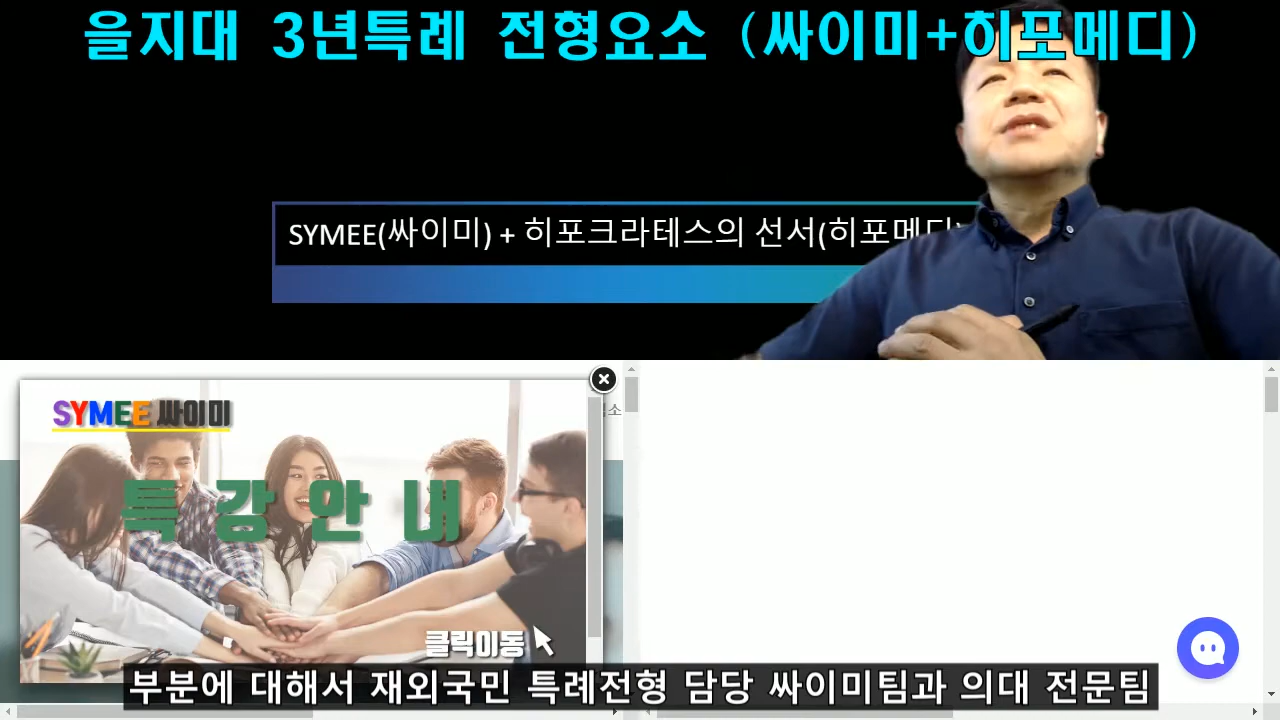 을지대 3년특례 전형요소 (싸이미+히포메디)
SYMEE(싸이미) + 히포크라테스의 선서(히포메디)
소
SYMEE 싸이미
특강안내
클릭이동
부분에 대해서 재외국민 특례전형 담당 싸이미팀과 의대 전문팀